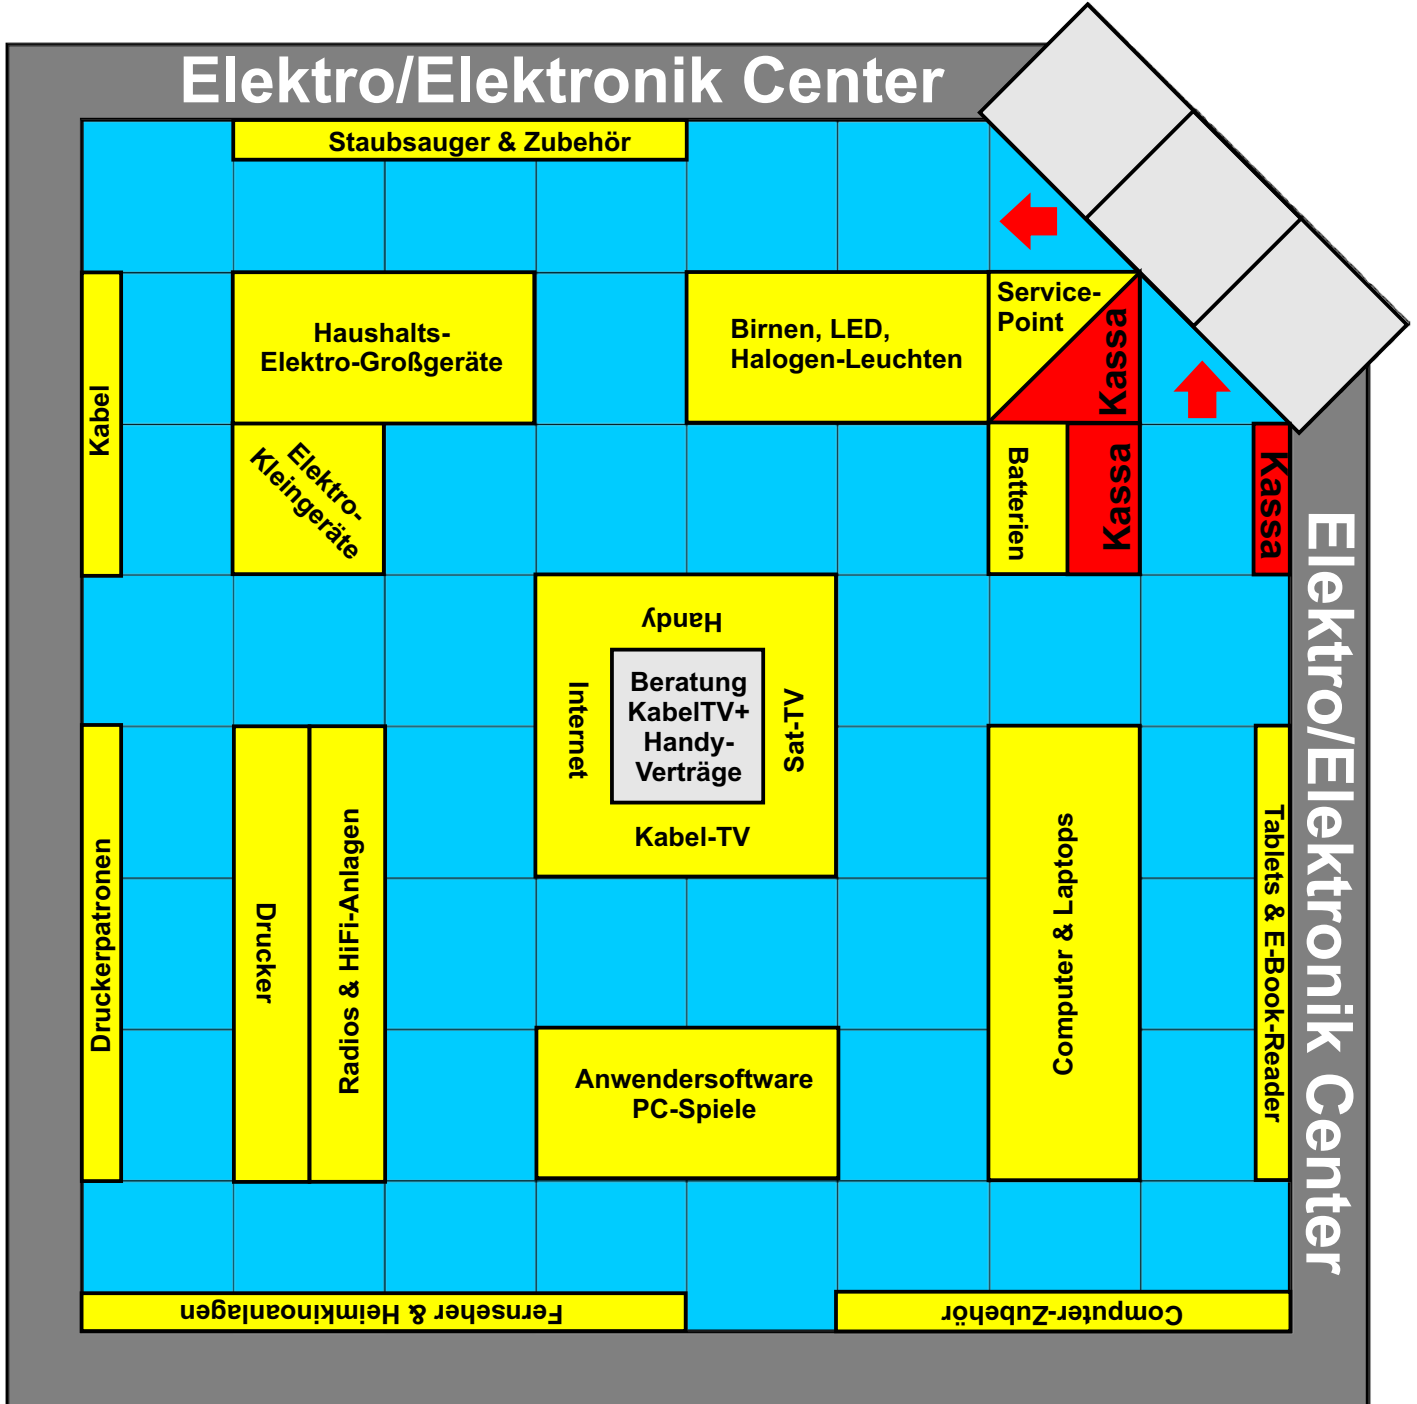 Elektro/Elektronik Center
Staubsauger & Zubehör
Kabel
Haushalts-
Elektro-Großgeräte
Birnen, LED,
Halogen-Leuchten
Service-
Point
Kassa
Elektro-
Kleingeräte
Batterien
Kassa
Kassa
Handy
Internet
Beratung
KabelTV+
Handy-
Verträge
Sat-TV
Kabel-TV
Elektro/Elektronik Center
Druckerpatronen
Drucker
Radios & HiFi-Anlagen
Computer & Laptops
Tablets & E-Book-Reader
Anwendersoftware
PC-Spiele
Fernseher & Heimkinoanlagen
Computer-Zubehör